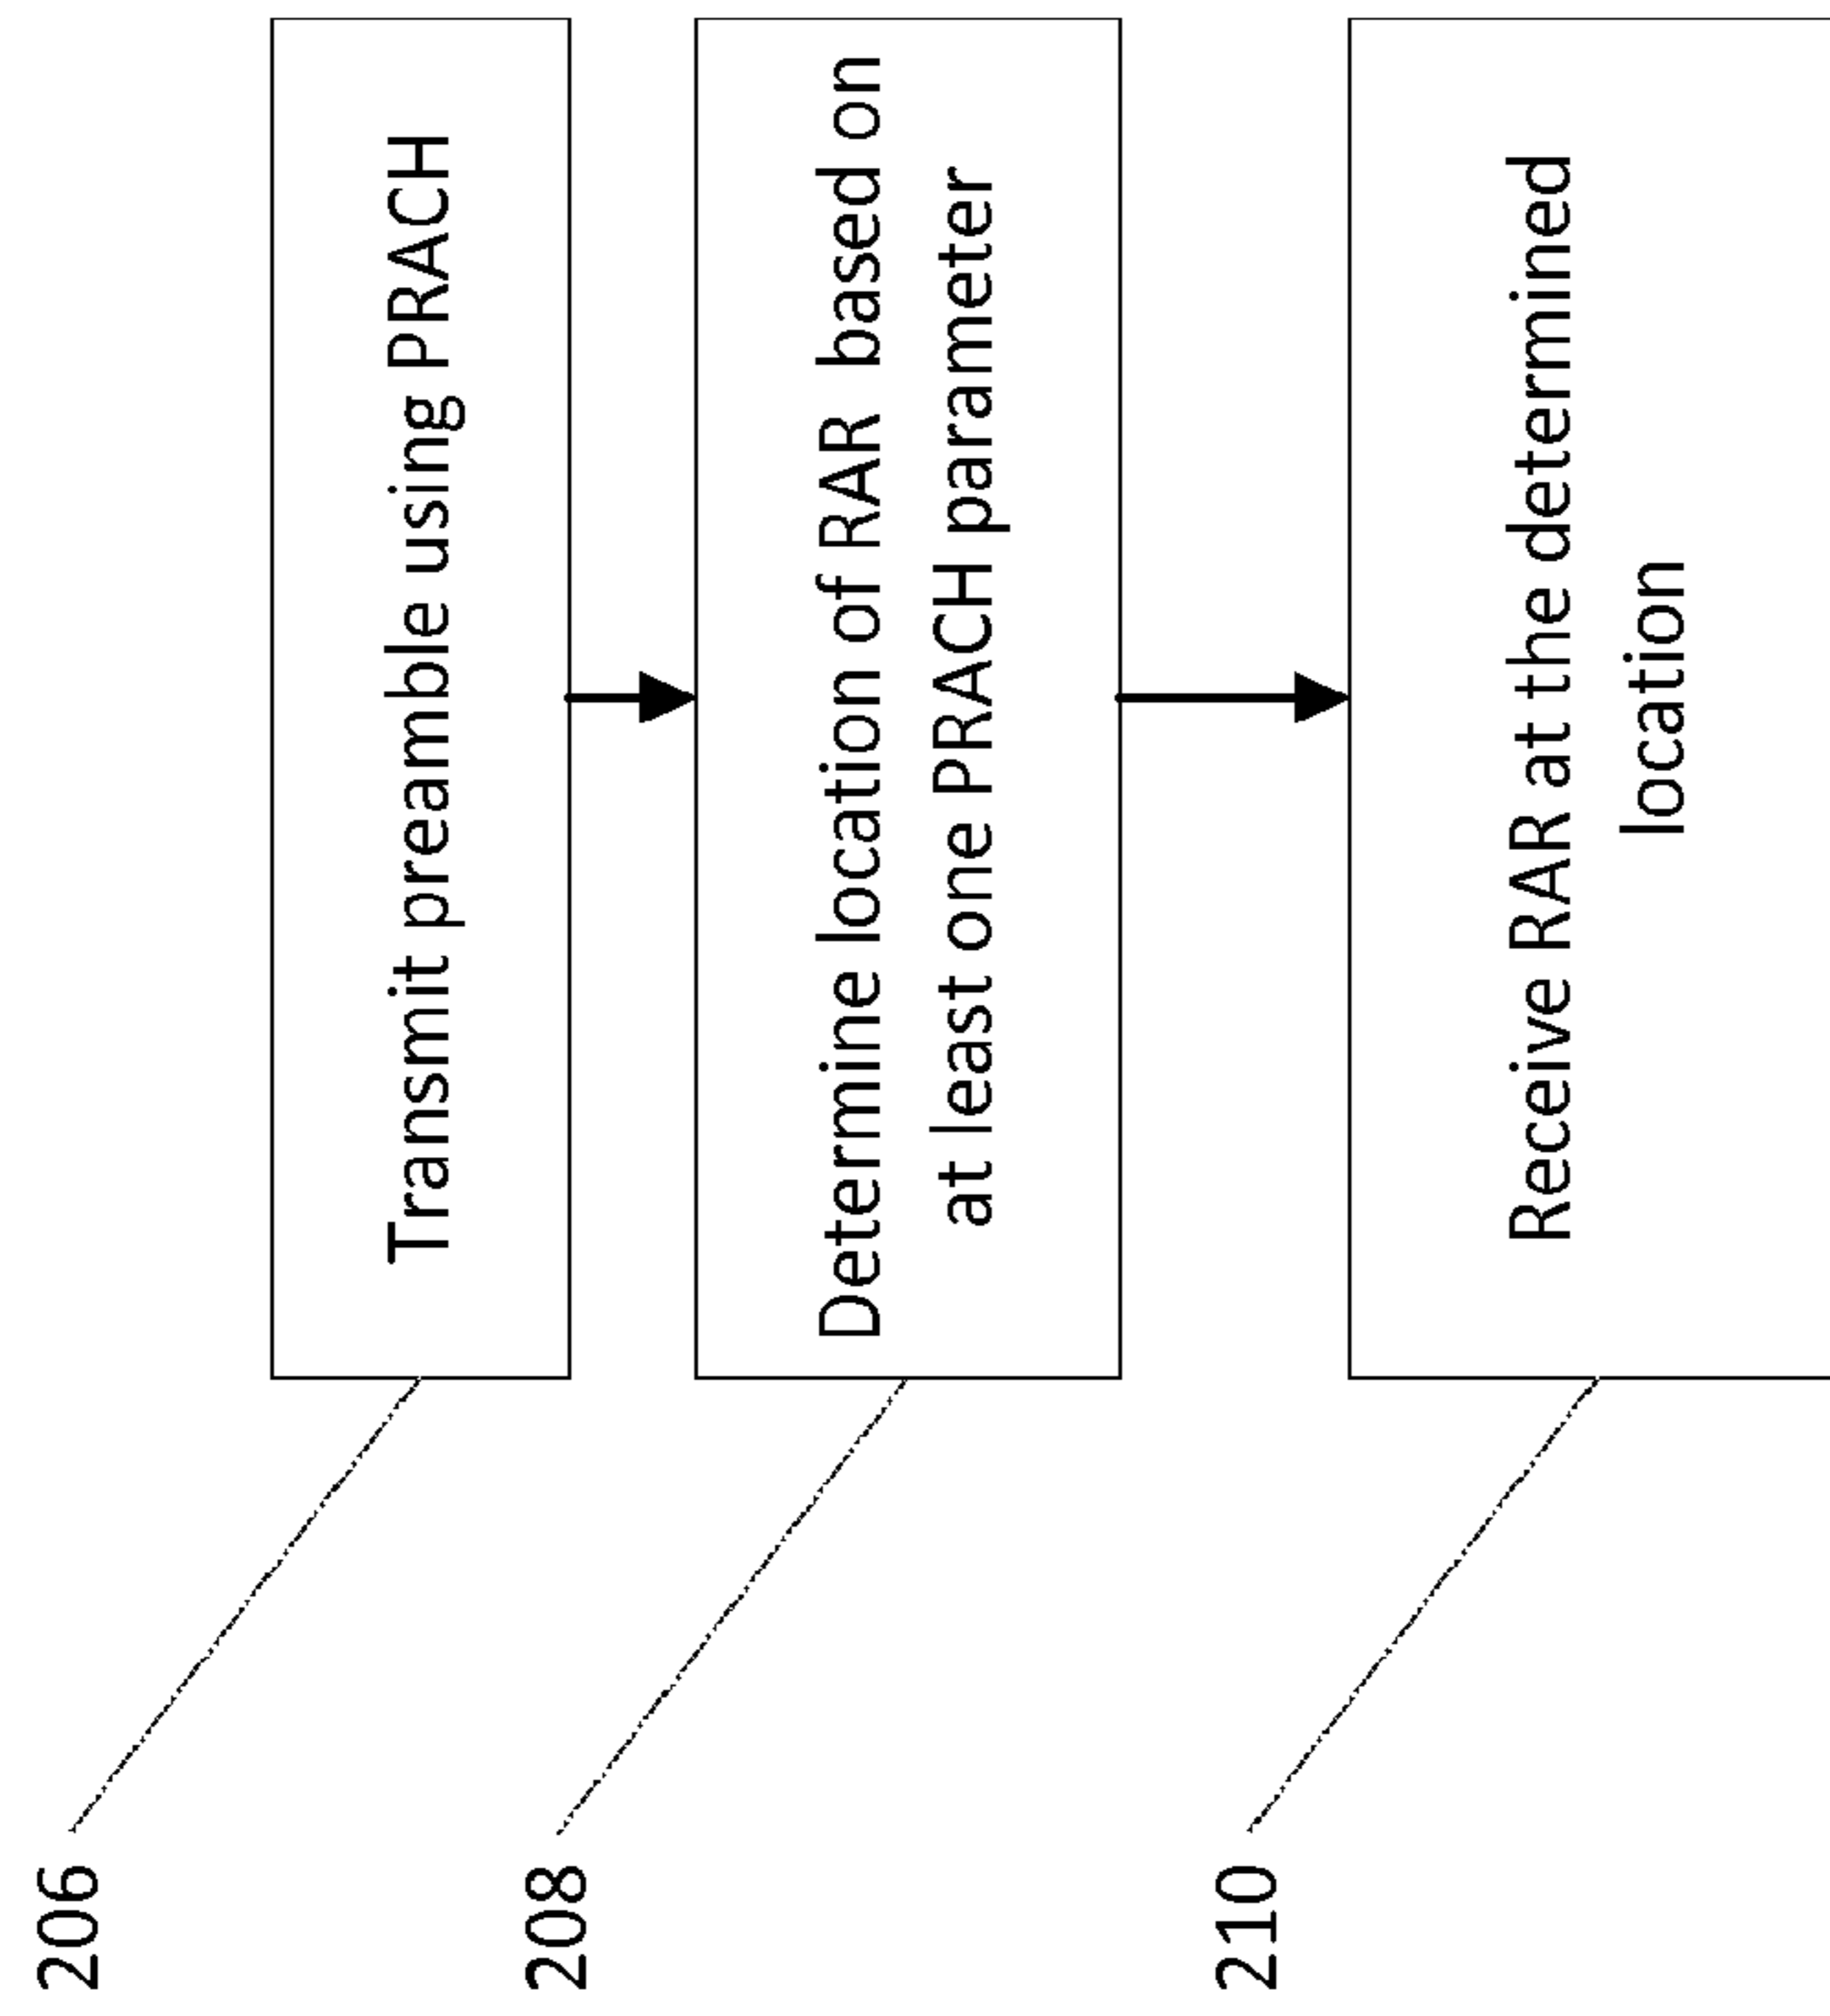 206
Transmit preamble using PRACH
208
Determine location of RAR based on
at least one PRACH parameter
210
Receive RAR at the determined
location